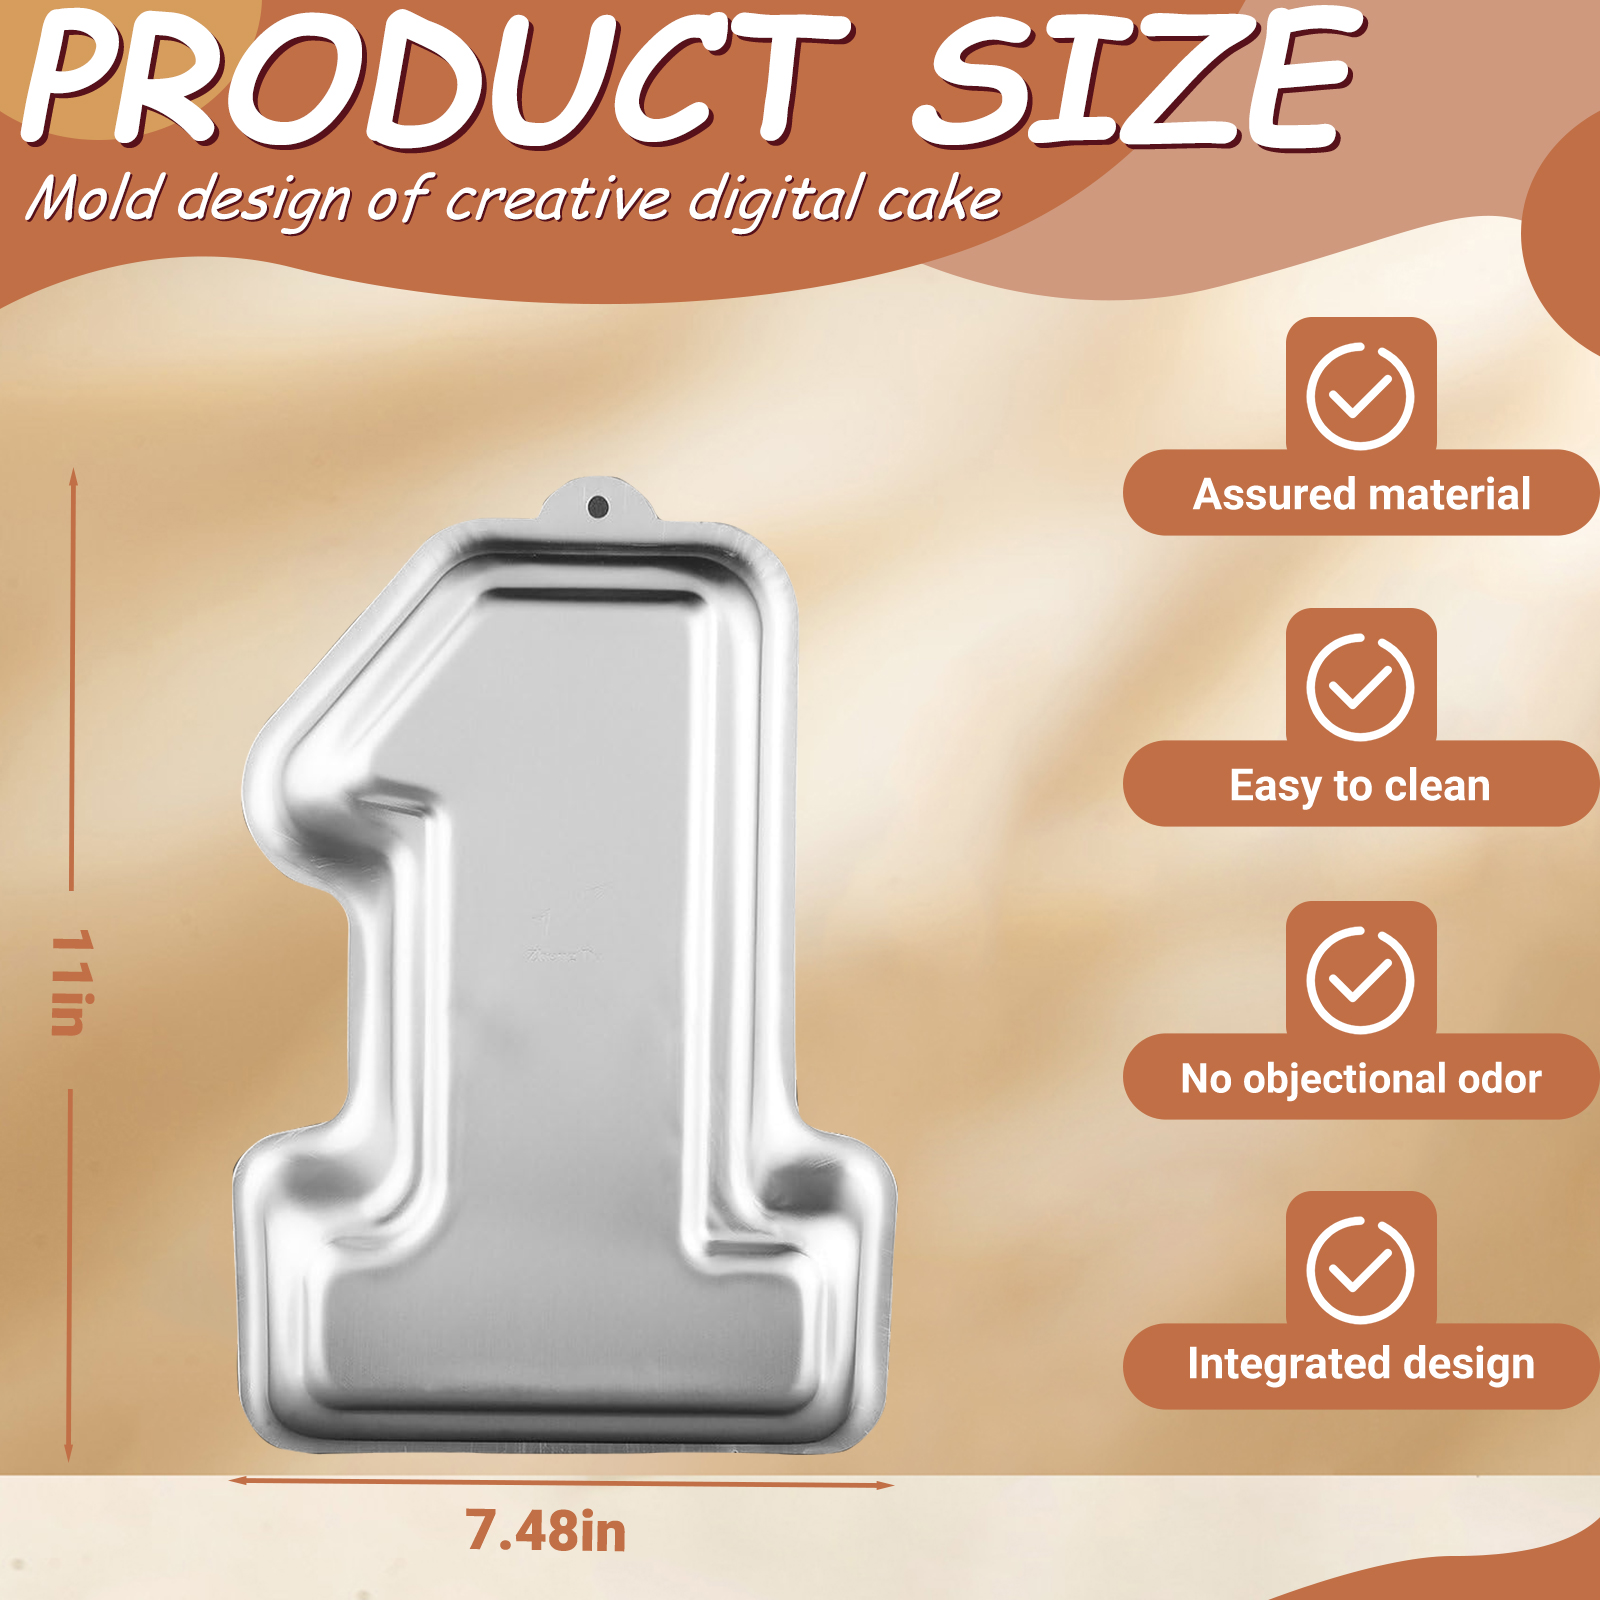 PRODUCT SIZE
Mold design of creative digital cake
Assured material
Easy to clean
11in
No objectional odor
Integrated design
7.48in